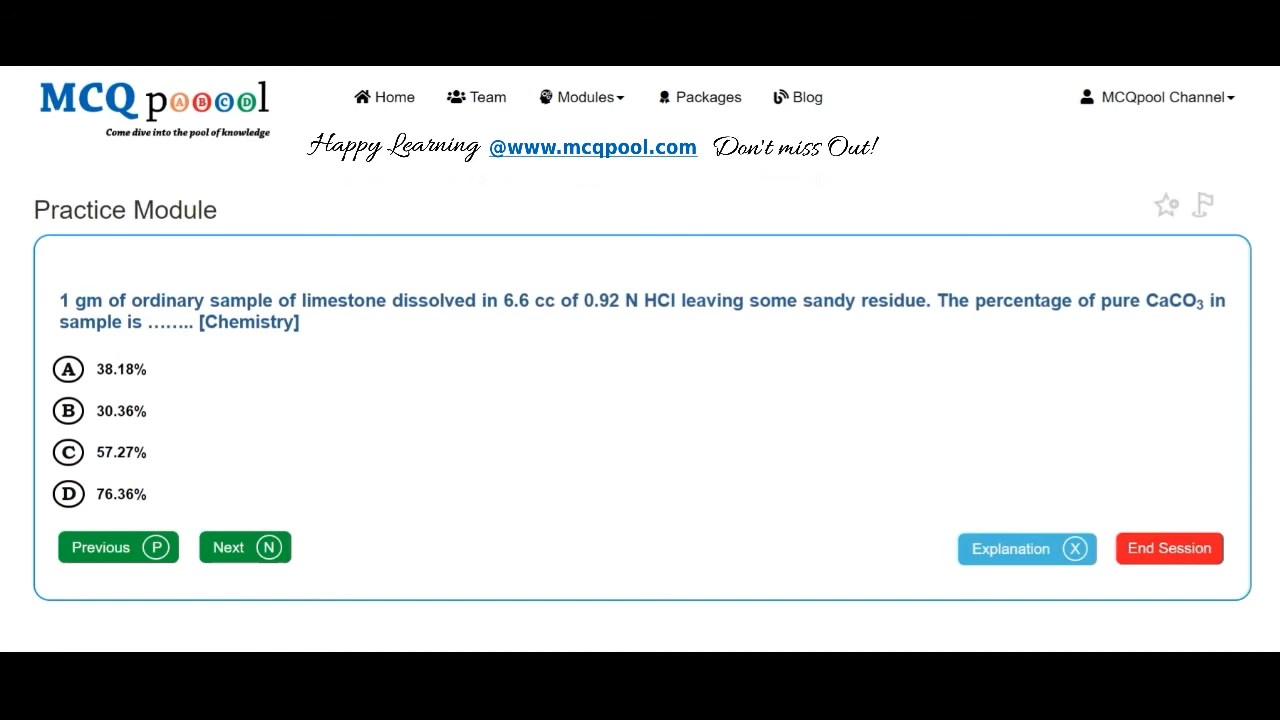 MCQ pooool
Come dive into the pool of knowledge
Home Team Modules Packages Blog MCQpool Channel
Happy Learning @www.mcqpool.com Don't miss Out!
Practice Module
1 gm of ordinary sample of limestone dissolved in 6.6 cc of 0.92 N HCl leaving some sandy residue. The percentage of pure CaCO₃ in
sample is …….. [Chemistry]
A 38.18%
B 30.36%
C 57.27%
D 76.36%
Previous P Next N Explanation X End Session